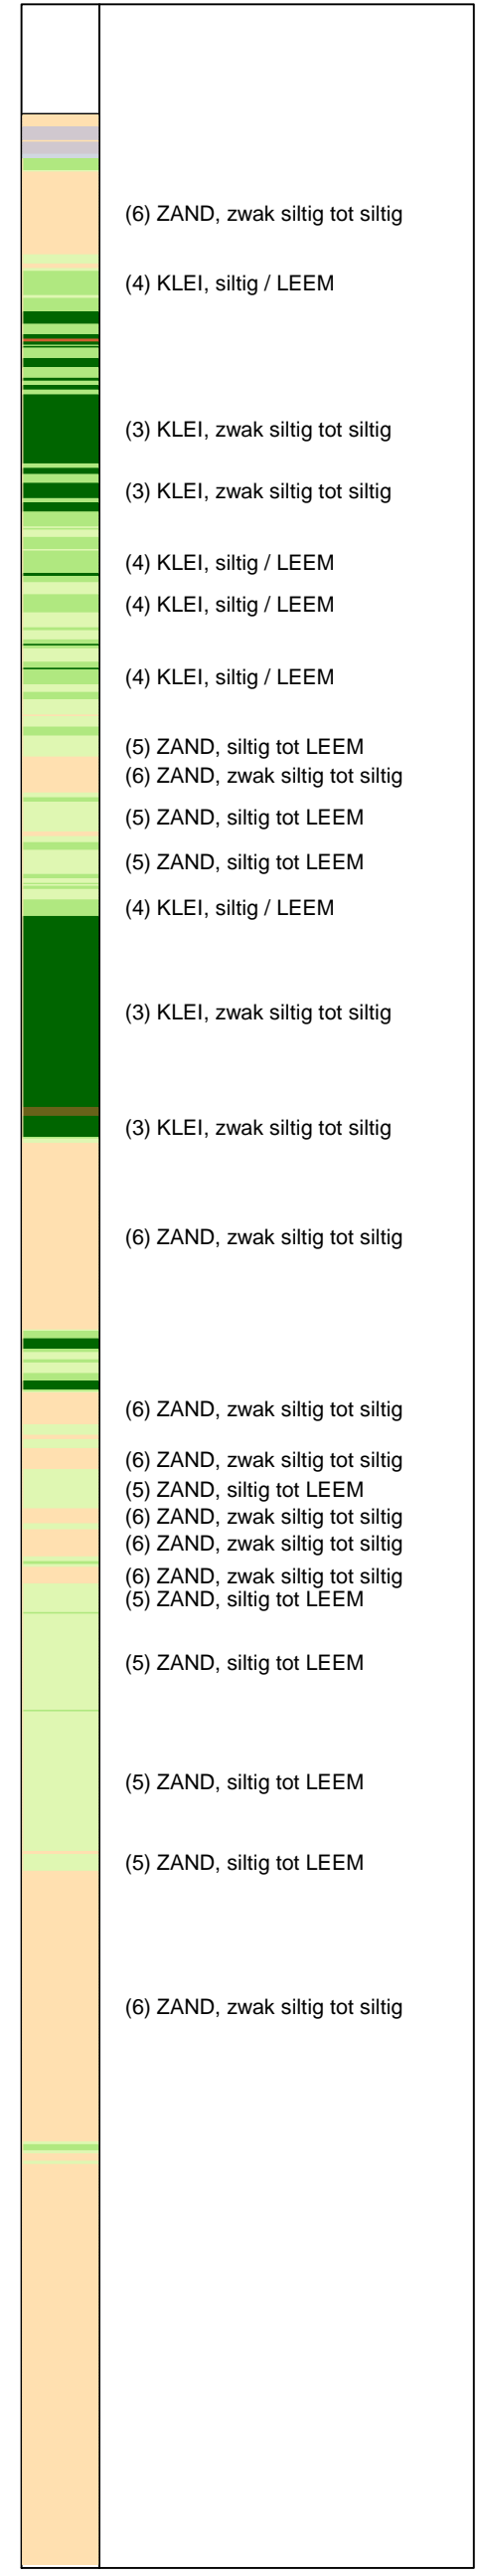 (6) ZAND, zwak siltig tot siltig
(4) KLEI, siltig / LEEM
(3) KLEI, zwak siltig tot siltig
(3) KLEI, zwak siltig tot siltig
(4) KLEI, siltig / LEEM
(4) KLEI, siltig / LEEM
(4) KLEI, siltig / LEEM
(5) ZAND, siltig tot LEEM
(6) ZAND, zwak siltig tot siltig
(5) ZAND, siltig tot LEEM
(5) ZAND, siltig tot LEEM
(4) KLEI, siltig / LEEM
(3) KLEI, zwak siltig tot siltig
(3) KLEI, zwak siltig tot siltig
(6) ZAND, zwak siltig tot siltig
(6) ZAND, zwak siltig tot siltig
(6) ZAND, zwak siltig tot siltig
(5) ZAND, siltig tot LEEM
(6) ZAND, zwak siltig tot siltig
(6) ZAND, zwak siltig tot siltig
(6) ZAND, zwak siltig tot siltig
(5) ZAND, siltig tot LEEM
(5) ZAND, siltig tot LEEM
(5) ZAND, siltig tot LEEM
(5) ZAND, siltig tot LEEM
(6) ZAND, zwak siltig tot siltig